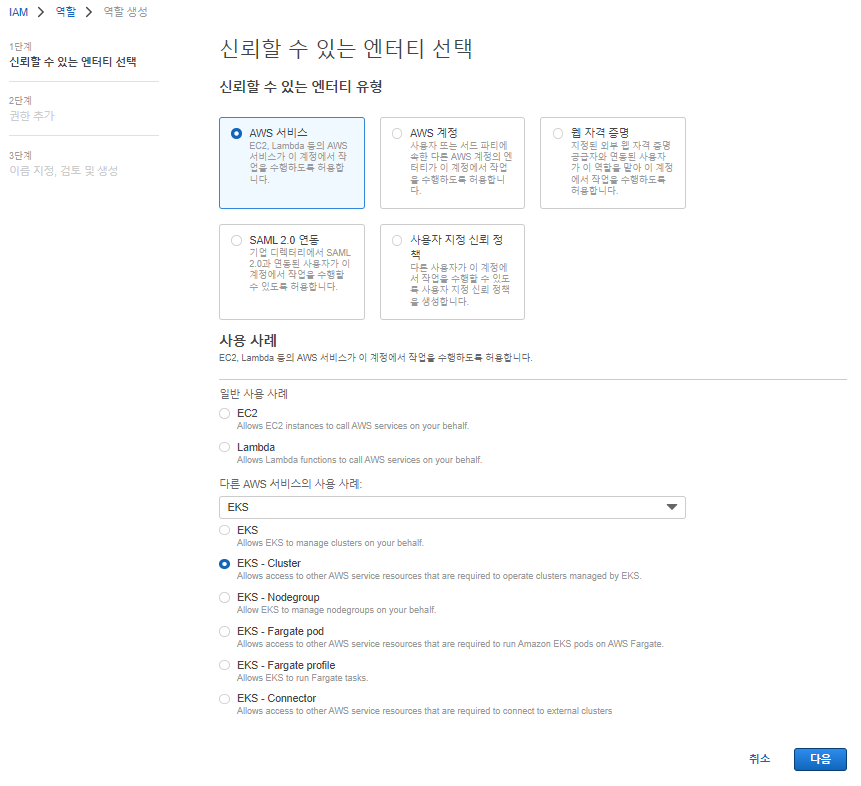 IAM > 역할 > 역할 생성
1단계
신뢰할 수 있는 엔터티 선택
2단계
권한 추가
3단계
이름 지정, 검토 및 생성
신뢰할 수 있는 엔터티 선택
신뢰할 수 있는 엔터티 유형
AWS 서비스
EC2, Lambda 등의 AWS
서비스가 이 계정에서 작
업을 수행하도록 허용합
니다.
AWS 계정
사용자 또는 서드 파티에
속한 다른 AWS 계정의 엔
터티가 이 계정에서 작업
을 수행하도록 허용합니
다.
웹 자격 증명
지정된 외부 웹 자격 증명
공급자와 연동된 사용자
가 이 역할을 맡아 이 계정
에서 작업을 수행하도록
허용합니다.
SAML 2.0 연동
기업 디렉터리에서 SAML
2.0과 연동된 사용자가 이
계정에서 작업을 수행할
수 있도록 허용합니다.
사용자 지정 신뢰 정
책
다른 사용자가 이 계정에
서 작업을 수행할 수 있도
록 사용자 지정 신뢰 정책
을 생성합니다.
사용 사례
EC2, Lambda 등의 AWS 서비스가 이 계정에서 작업을 수행하도록 허용합니다.
일반 사용 사례
EC2
Allows EC2 instances to call AWS services on your behalf.
Lambda
Allows Lambda functions to call AWS services on your behalf.
다른 AWS 서비스의 사용 사례:
EKS
EKS
Allows EKS to manage clusters on your behalf.
EKS - Cluster
Allows access to other AWS service resources that are required to operate clusters managed by EKS.
EKS - Nodegroup
Allow EKS to manage nodegroups on your behalf.
EKS - Fargate pod
Allows access to other AWS service resources that are required to run Amazon EKS pods on AWS Fargate.
EKS - Fargate profile
Allows EKS to run Fargate tasks.
EKS - Connector
Allows access to other AWS service resources that are required to connect to external clusters
취소
다음